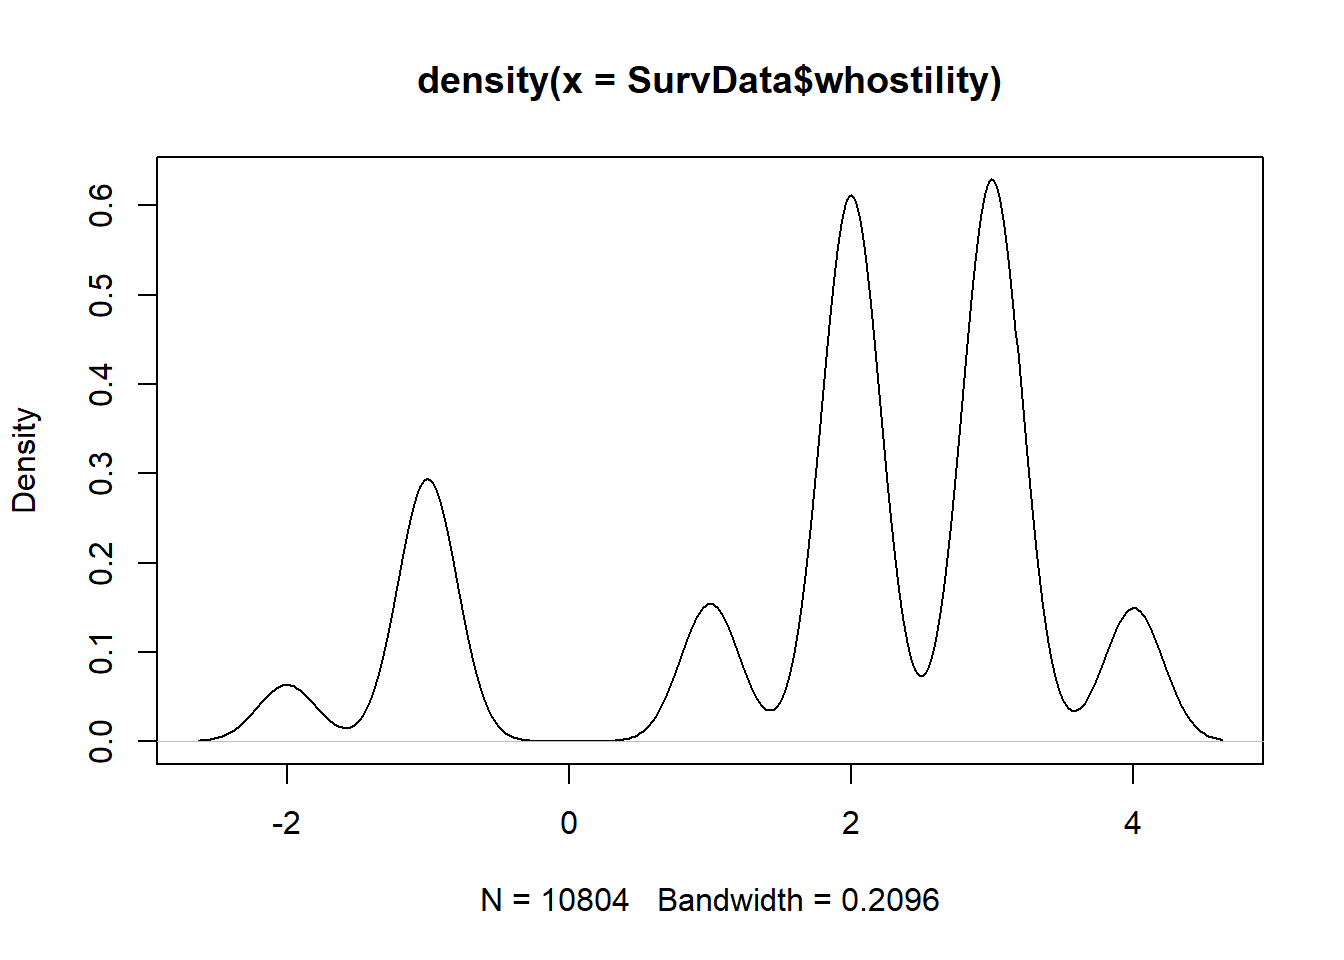 density(x = SurvData$whostility)
Density
0.6
0.5
0.4
0.3
0.2
0.1
0.0
-2 0 2 4
N = 10804 Bandwidth = 0.2096